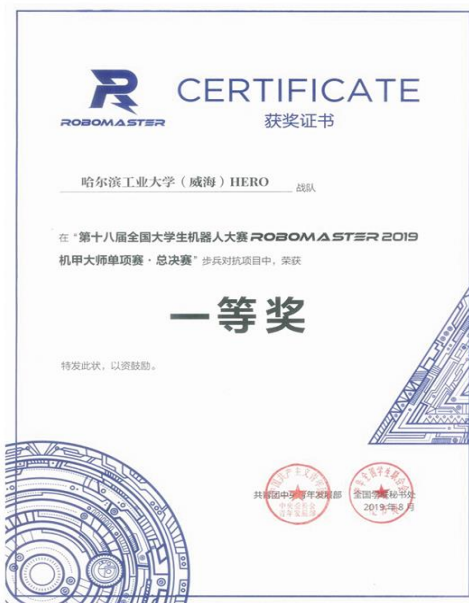 ROBOMASTER
CERTIFICATE
获奖证书
哈尔滨工业大学（威海）HERO 战队
在“第十八届全国大学生机器人大赛 ROBOMASTER 2019
机甲大师单项赛·总决赛”步兵对抗项目中，荣获
一等奖
特发此状，以资鼓励。
共青团中央青年发展部 全国学联秘书处
2019年8月